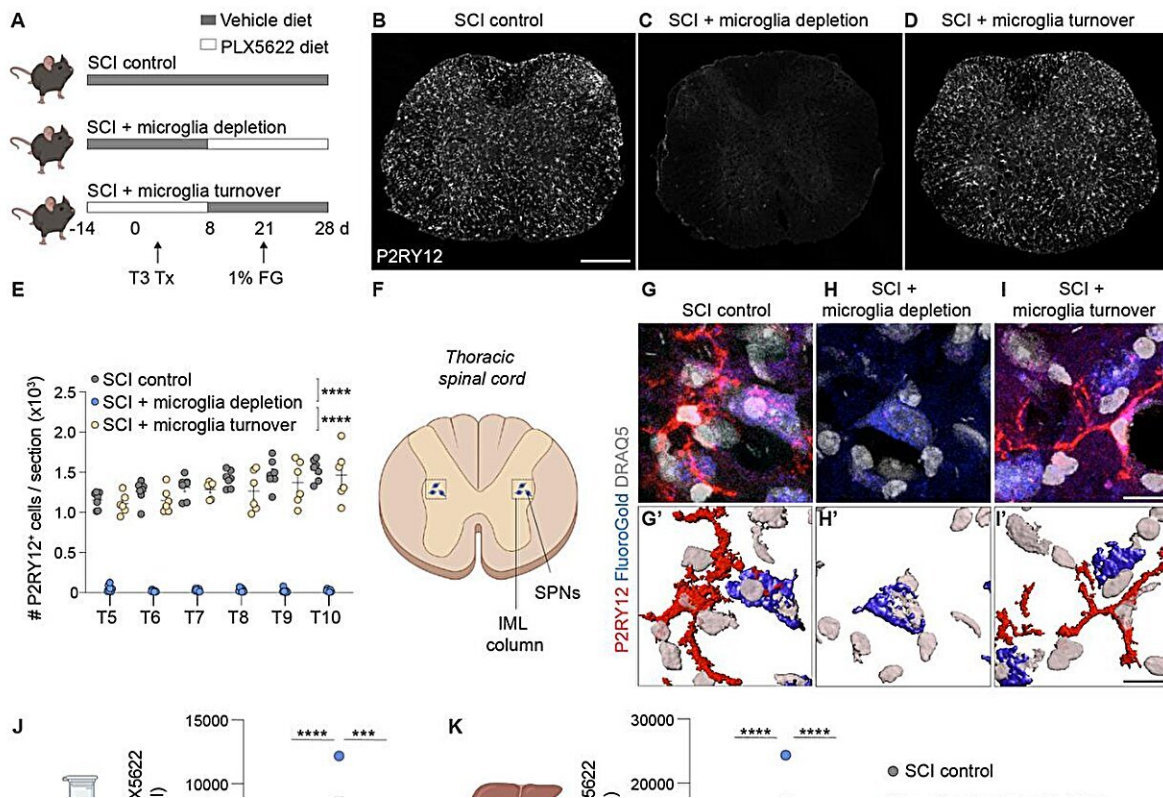 A
Vehicle diet
PLX5622 diet
SCI control
SCI + microglia depletion
SCI + microglia turnover
-14 0 8 21 28 d
T3 Tx 1% FG
B SCI control
P2RY12
C SCI + microglia depletion
D SCI + microglia turnover
E
# P2RY12⁺ cells / section (x10³)
SCI control
SCI + microglia depletion
SCI + microglia turnover
****
****
2.5
2.0
1.5
1.0
0.5
0
T5 T6 T7 T8 T9 T10
F
Thoracic
spinal cord
SPNs
IML
column
G
SCI control
H SCI +
microglia depletion
I SCI +
microglia turnover
P2RY12 FluoroGold DRAQ5
G' H' I'
J
15000
10000
**** ***
K
30000
20000
**** ****
SCI control